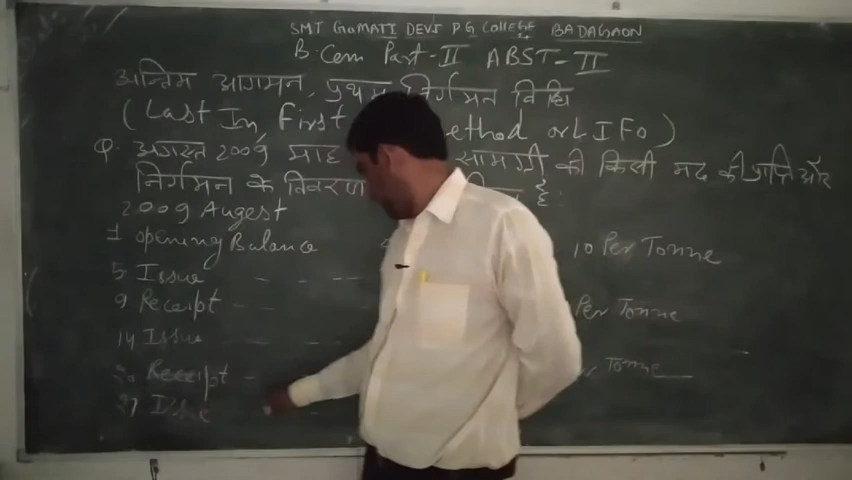 SMT GOMATI DEVI PG COLLEGE BADAGAON
B.Com Part-II ABST-II
अन्तिम आगमन, प्रथम निर्गमन विधि
(Last In, First ethod or LIFO)
Q. अगस्त 2009 माह सामग्री की किसी मद की प्राप्ति और
निर्गमन के विवरण है:
2009 Augest
1 opening Balance 10 Per Tonne
5 Issue
9 Receipt Per Tonne
14 Issue
Receipt Tonne
27 Issue